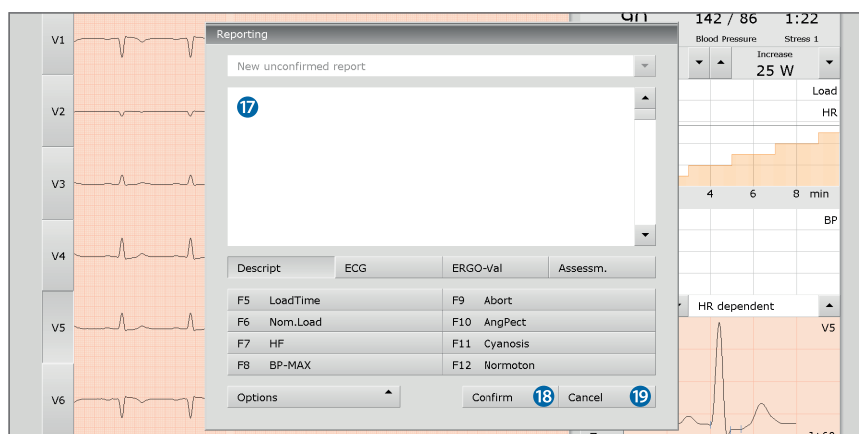 90 142 / 86 1:22
Blood Pressure Stress 1
Increase
25 W
Load
HR
4 6 8 min
BP
HR dependent
V5
V1
V2
V3
V4
V5
V6
Reporting
New unconfirmed report
17
Descript ECG ERGO-Val Assessm.
F5 LoadTime F9 Abort
F6 Nom.Load F10 AngPect
F7 HF F11 Cyanosis
F8 BP-MAX F12 Normoton
Options Confirm 18 Cancel 19